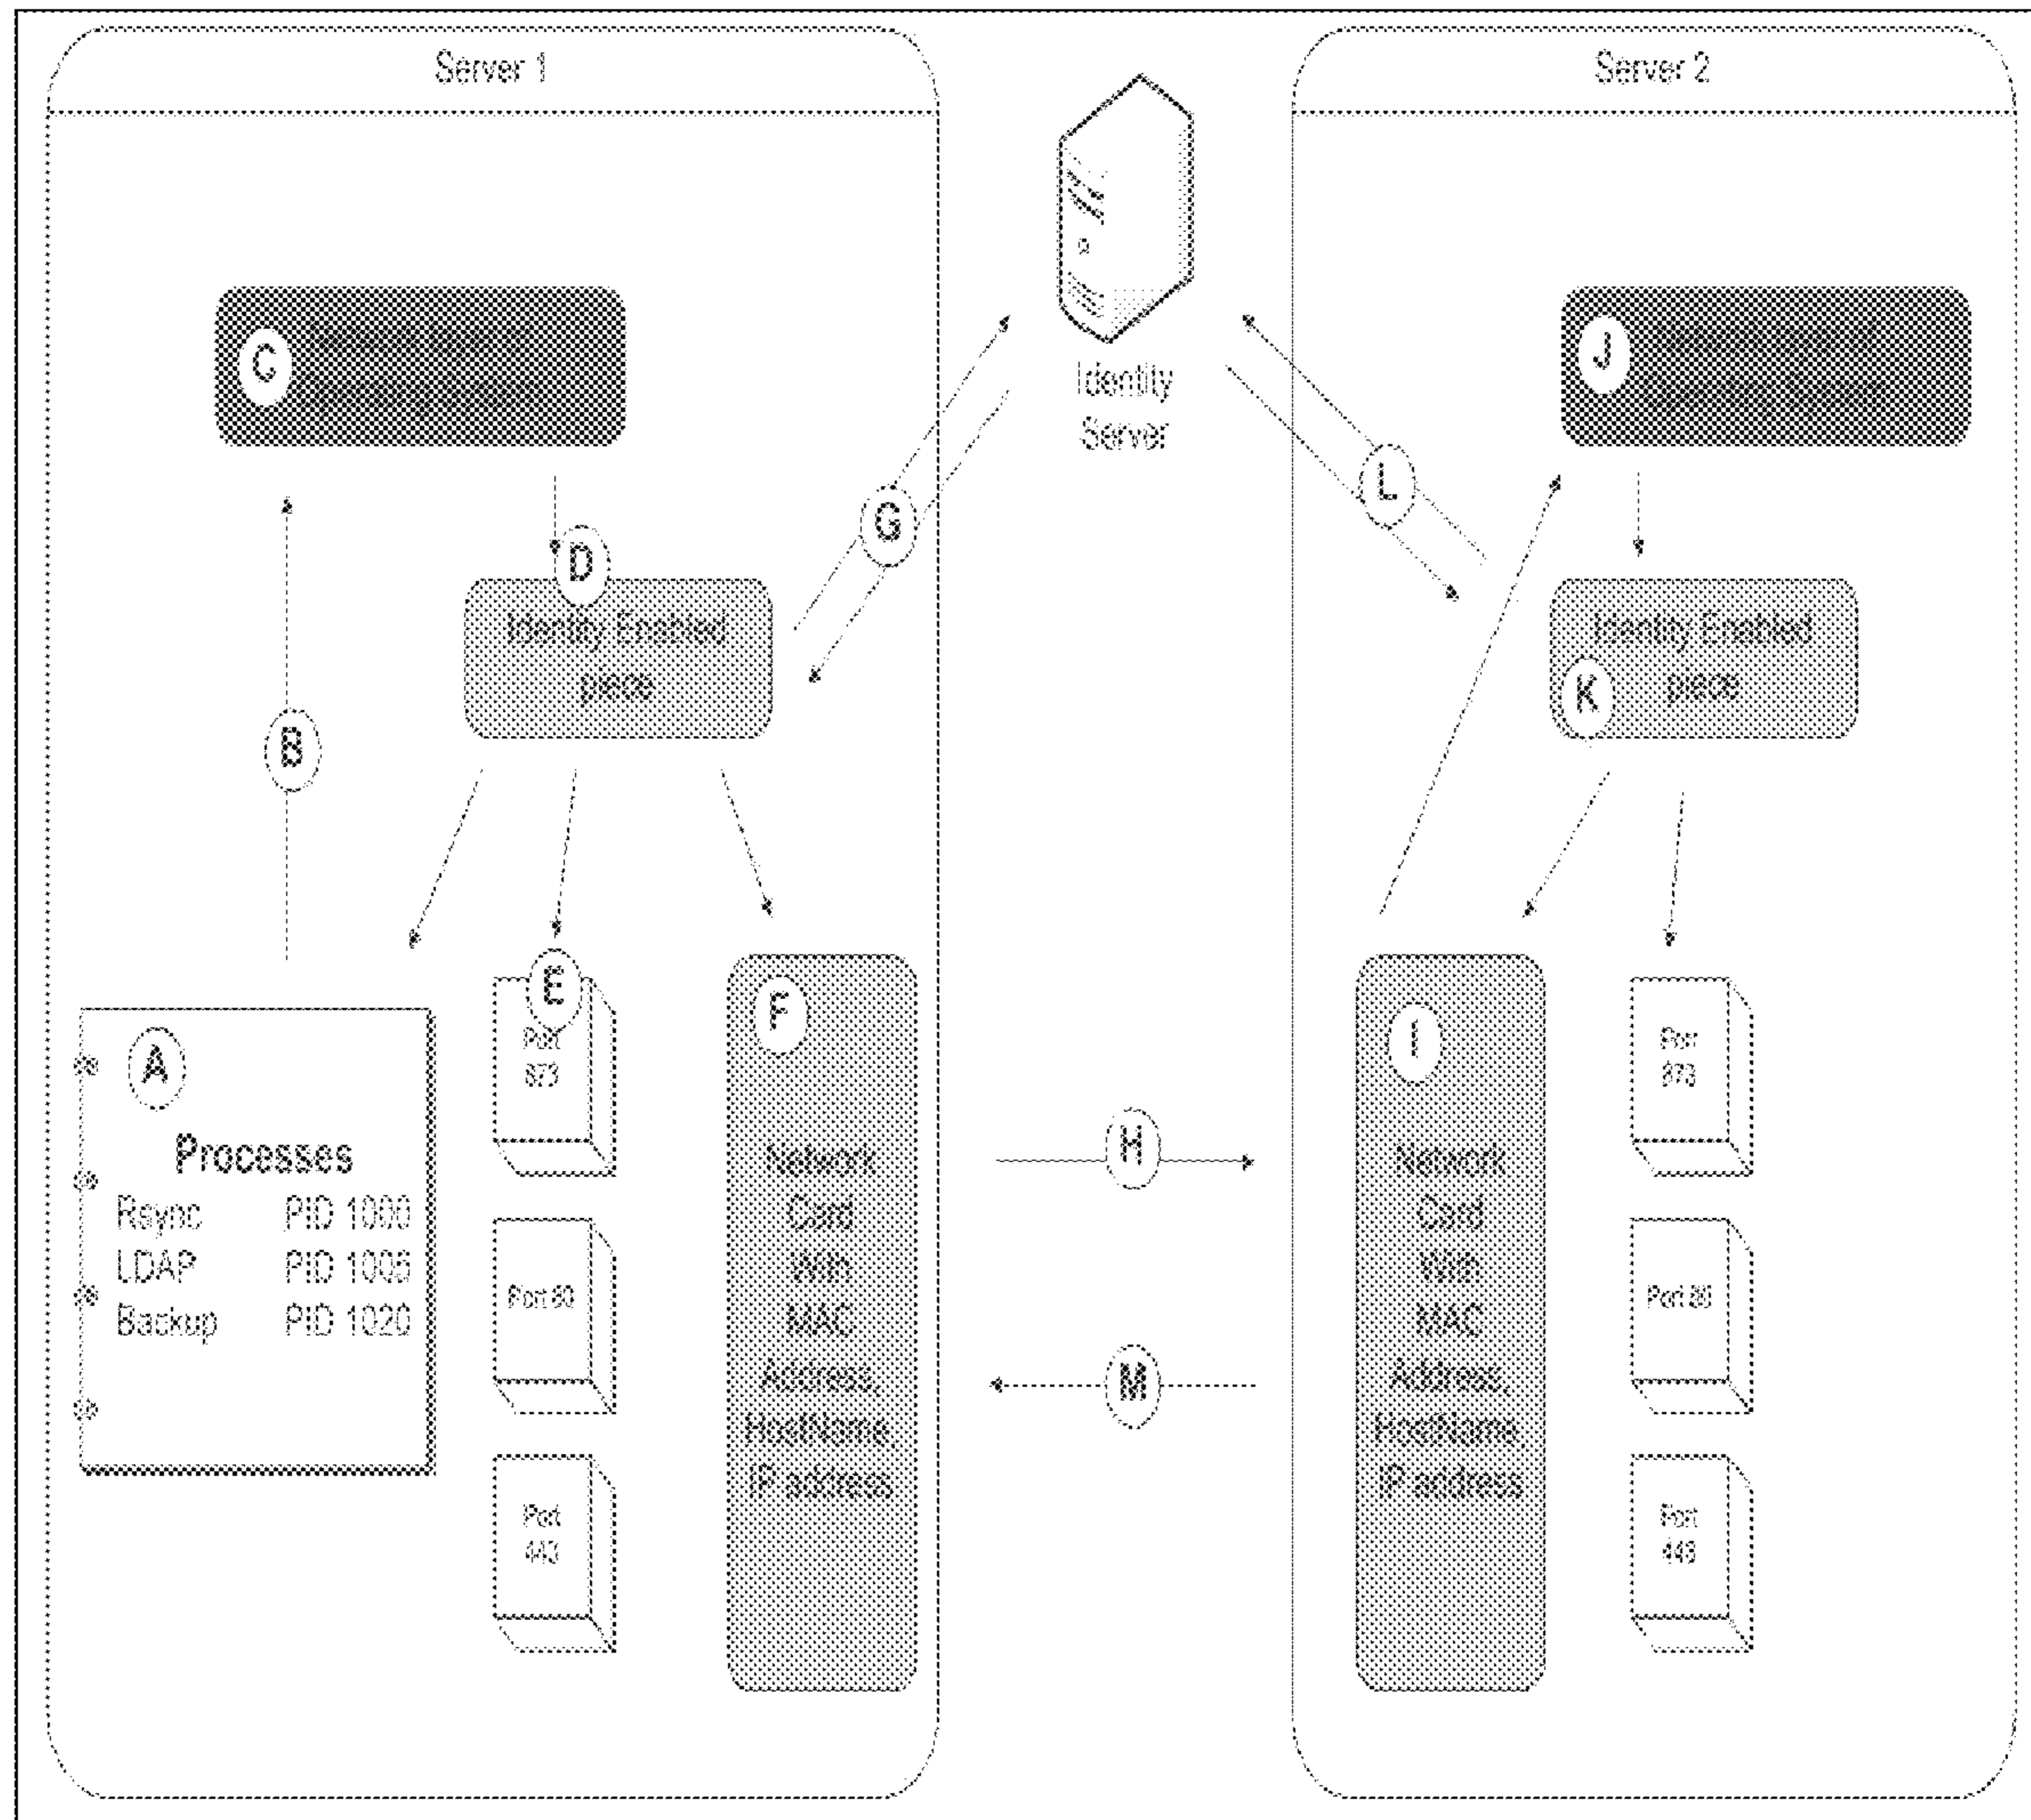 Server 1
Server 2
C
J
Identity
Server
L
G
D
Identity Enabled
piece
Identity Enabled
piece
K
B
E
Port
873
F
I
Port
873
A
Processes
Rsync PID 1000
LDAP PID 1005
Backup PID 1020
H
Network
Card
With
MAC
Address,
HostName,
IP address
Network
Card
With
MAC
Address,
HostName,
IP address
Port 80
Port 80
M
Port
443
Port
443